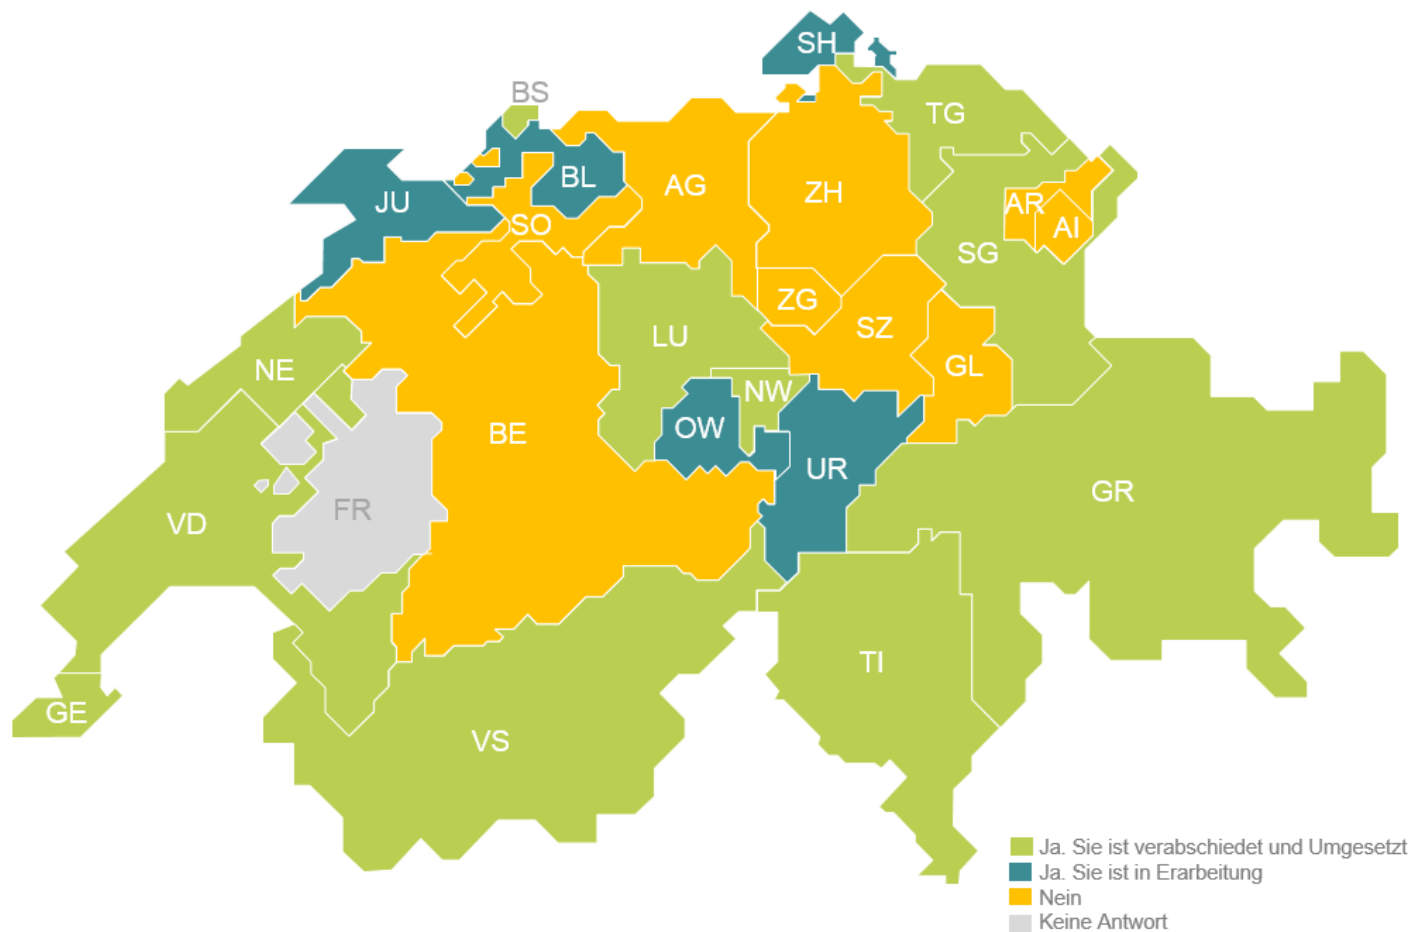 SH
BS
TG
BL
AG
ZH
JU
AR
SO
AI
SG
ZG
SZ
LU
GL
NE
NW
OW
BE
UR
GR
FR
VD
TI
GE
VS
Ja. Sie ist verabschiedet und Umgesetzt
Ja. Sie ist in Erarbeitung
Nein
Keine Antwort